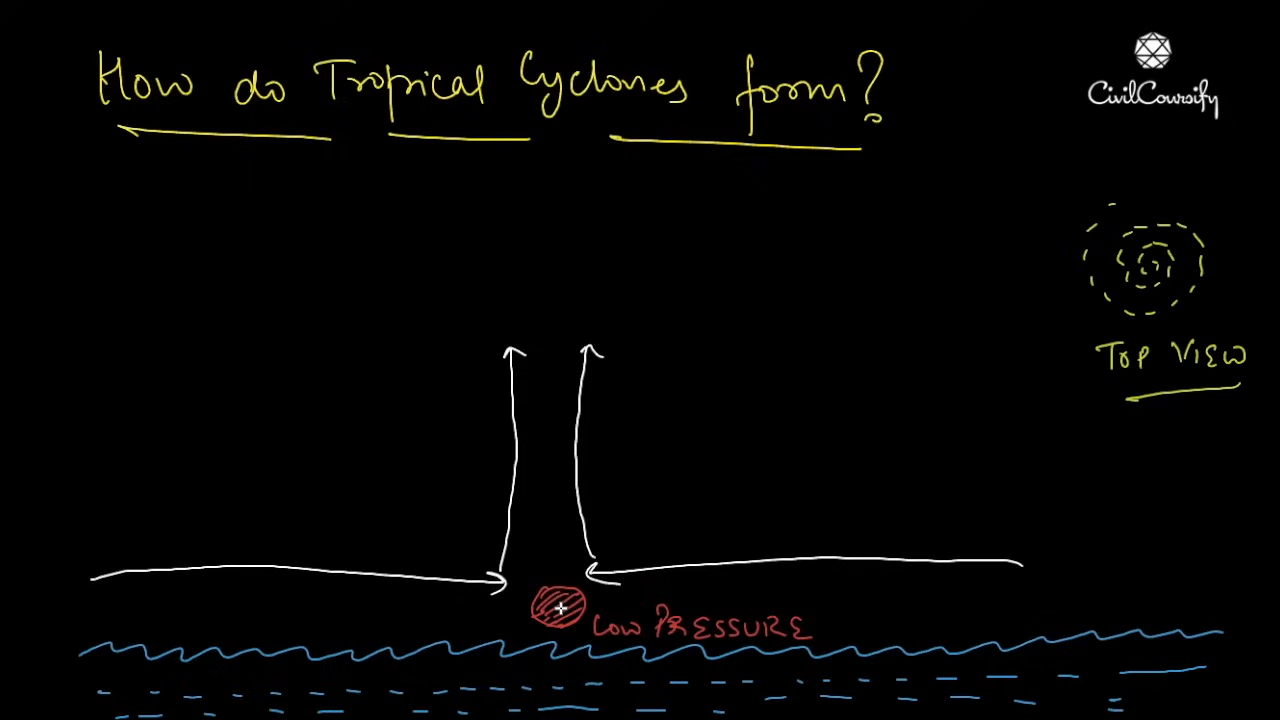 How do Tropical Cyclones form?
CivilCoursify
TOP VIEW
LOW PRESSURE